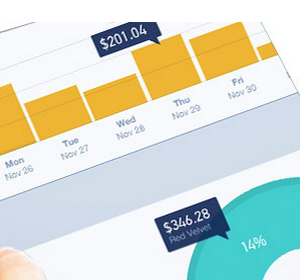 $201.04
Mon
Nov 26
Tue
Nov 27
Wed
Nov 28
Thu
Nov 29
Fri
Nov 30
$346.28
Red Velvet
14%